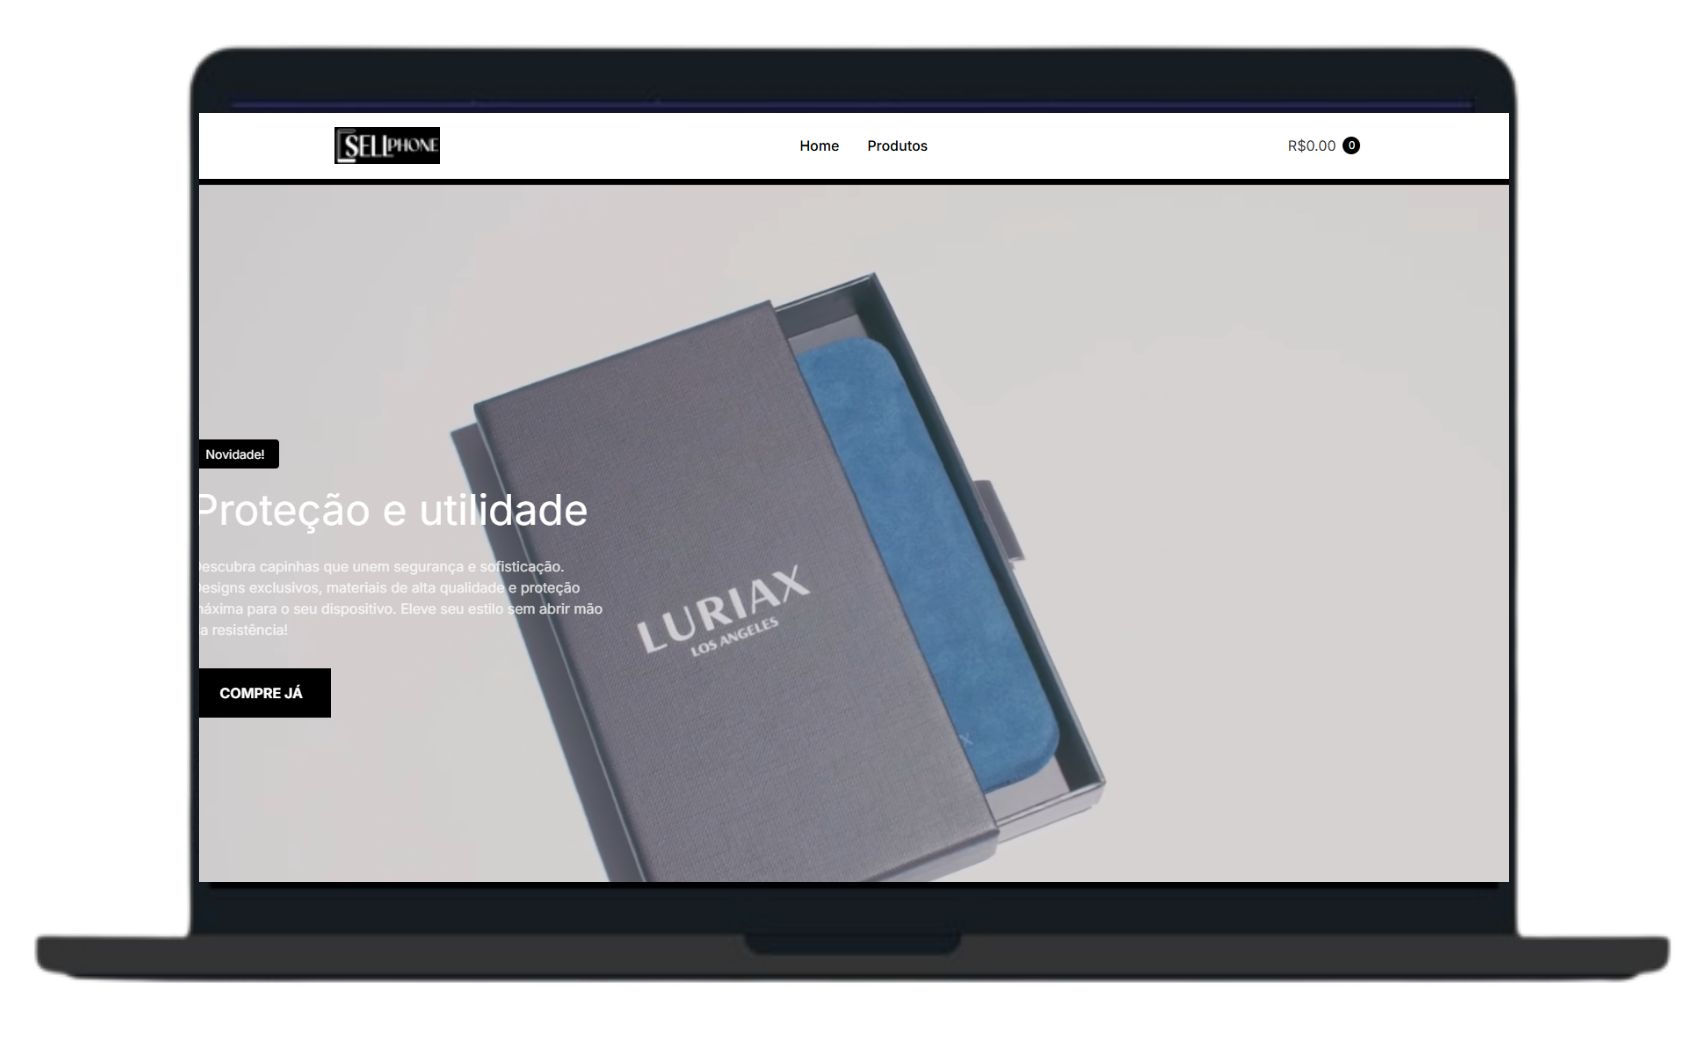 SELLPHONE
Home
Produtos
R$0.00 0
Novidade!
Proteção e utilidade
escubra capinhas que unem segurança e sofisticação.
esigns exclusivos, materiais de alta qualidade e proteção
máxima para o seu dispositivo. Eleve seu estilo sem abrir mão
a resistência!
COMPRE JÁ
LURIAX
LOS ANGELES
X